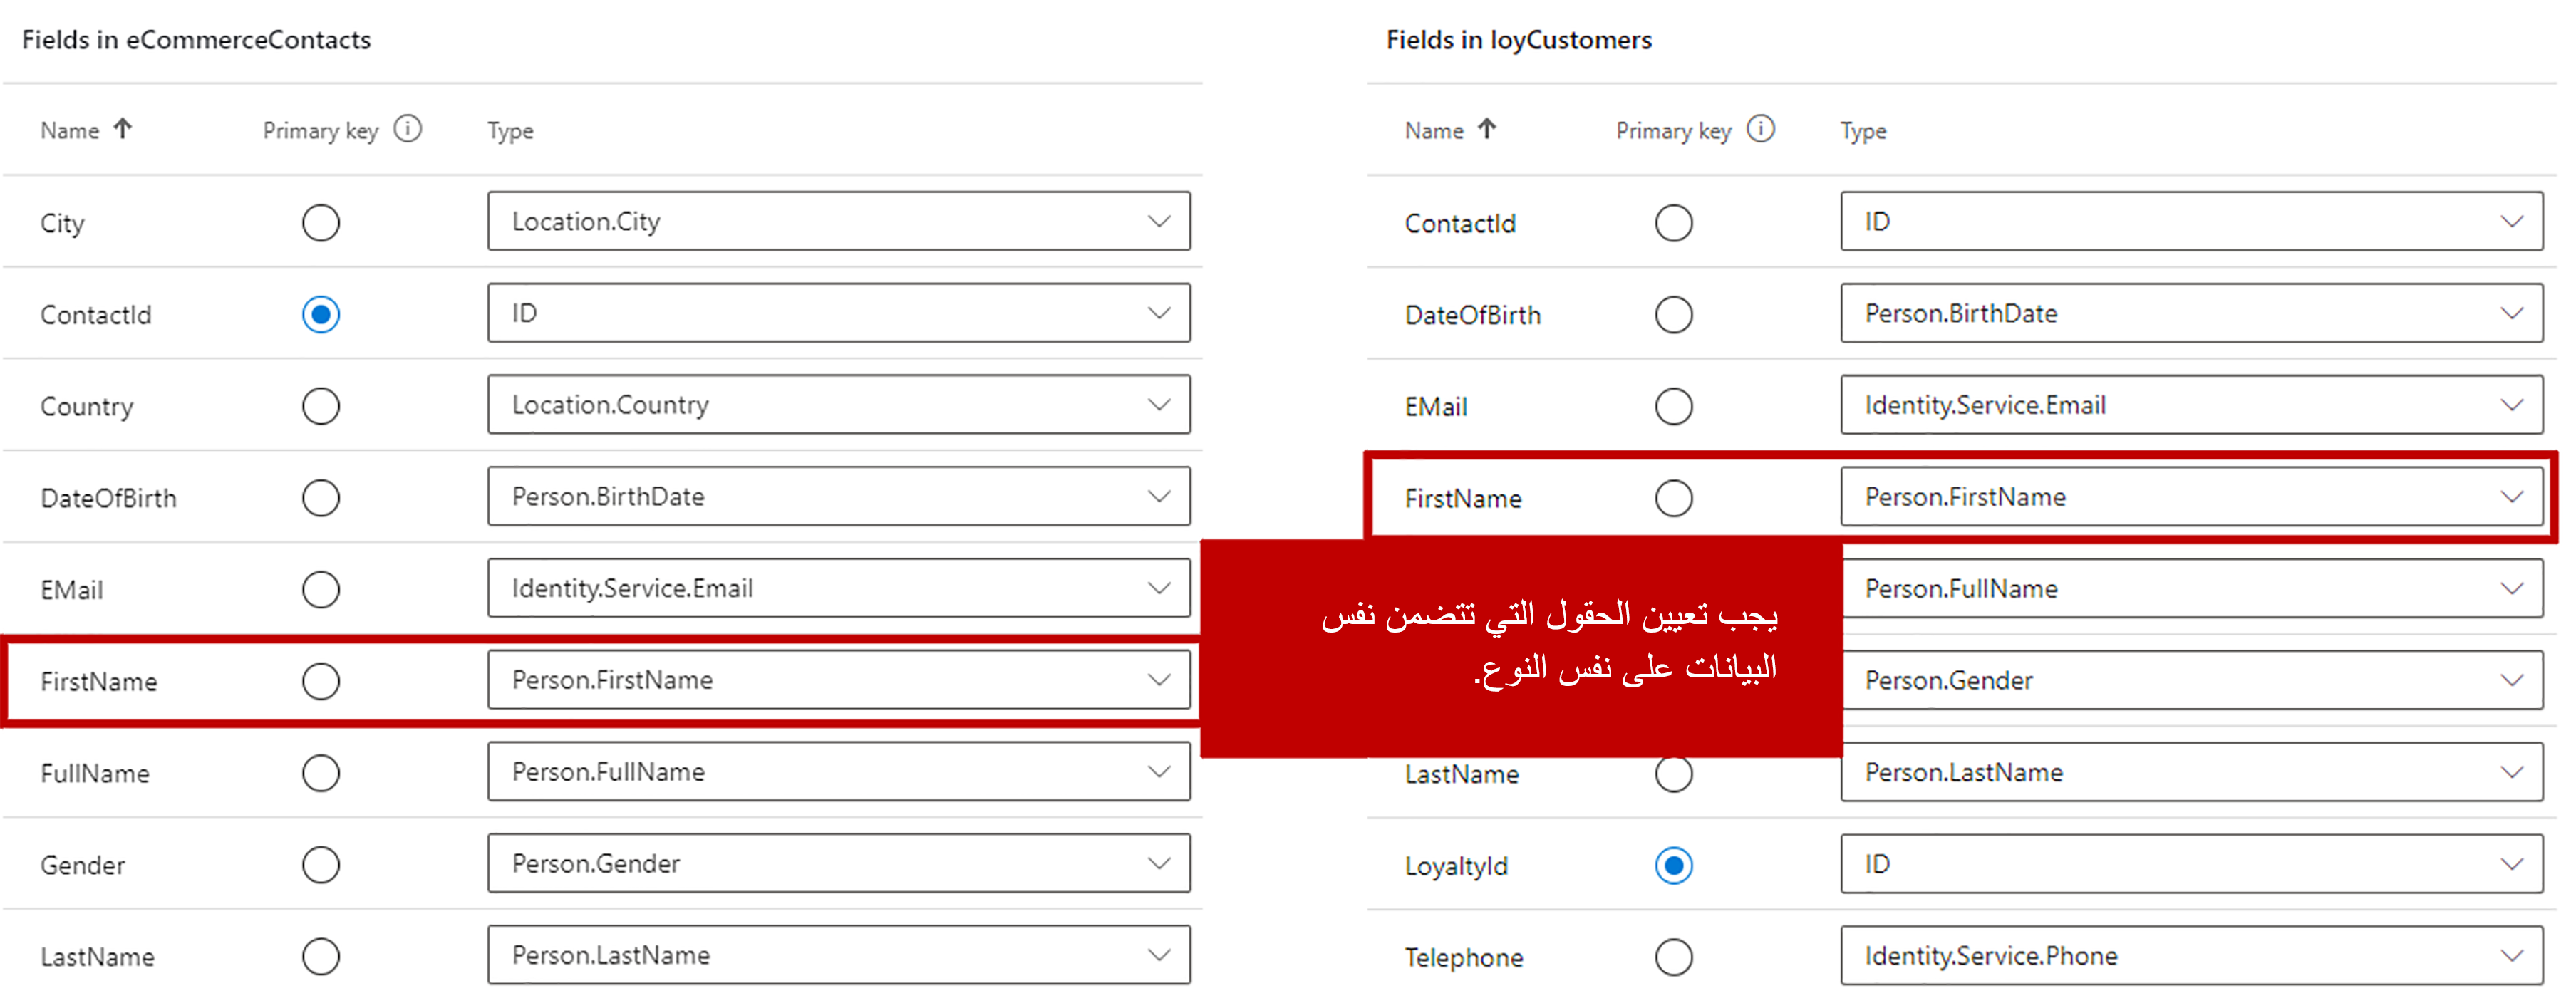 Fields in eCommerceContacts
Name Primary key Type
City Location.City
ContactId ID
Country Location.Country
DateOfBirth Person.BirthDate
EMail Identity.Service.Email
FirstName Person.FirstName
FullName Person.FullName
Gender Person.Gender
LastName Person.LastName
Fields in loyCustomers
Name Primary key Type
ContactId ID
DateOfBirth Person.BirthDate
EMail Identity.Service.Email
FirstName Person.FirstName
Person.FullName
Person.Gender
LastName Person.LastName
LoyaltyId ID
Telephone Identity.Service.Phone
يجب تعيين الحقول التي تتضمن نفس
البيانات على نفس النوع.